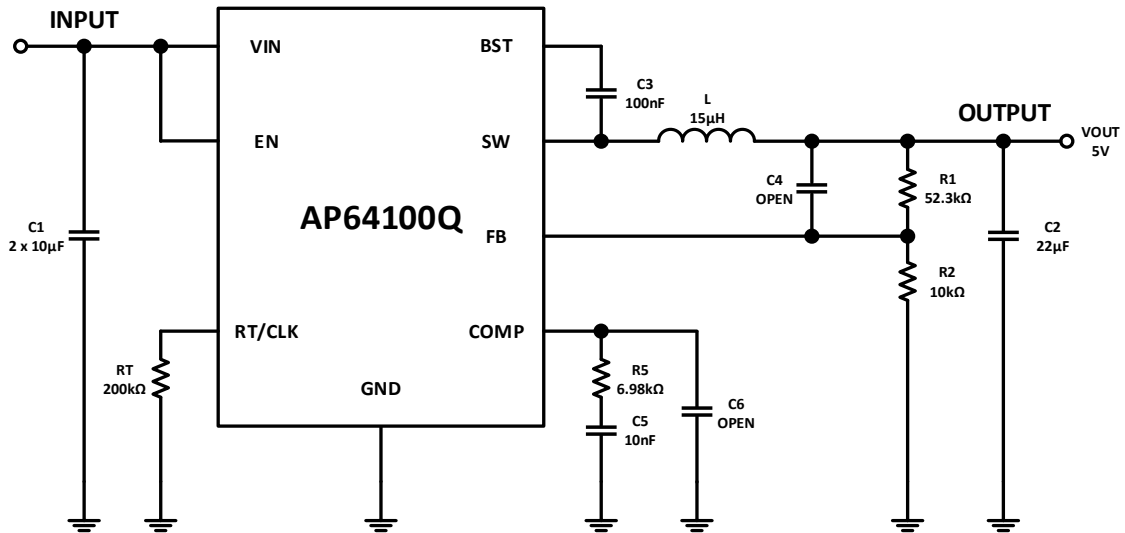 INPUT
VIN
BST
C3
100nF
L
15µH
OUTPUT
VOUT
5V
EN
SW
C4
OPEN
R1
52.3kΩ
AP64100Q
C1
2 x 10µF
FB
C2
22µF
R2
10kΩ
RT/CLK
COMP
RT
200kΩ
GND
R5
6.98kΩ
C6
OPEN
C5
10nF